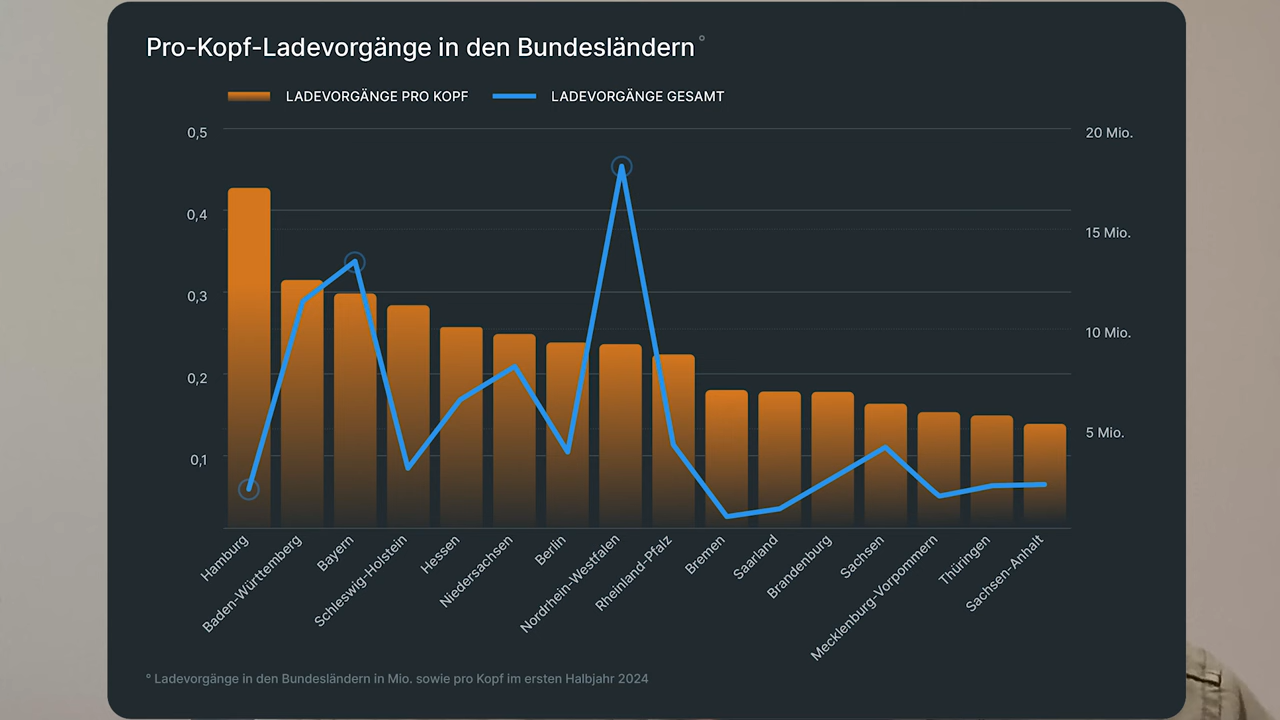 Pro-Kopf-Ladevorgänge in den Bundesländern°
LADEVORGÄNGE PRO KOPF
LADEVORGÄNGE GESAMT
0,5
0,4
0,3
0,2
0,1
20 Mio.
15 Mio.
10 Mio.
5 Mio.
Hamburg
Baden-Württemberg
Bayern
Schleswig-Holstein
Hessen
Niedersachsen
Berlin
Nordrhein-Westfalen
Rheinland-Pfalz
Bremen
Saarland
Brandenburg
Sachsen
Mecklenburg-Vorpommern
Thüringen
Sachsen-Anhalt
° Ladevorgänge in den Bundesländern in Mio. sowie pro Kopf im ersten Halbjahr 2024